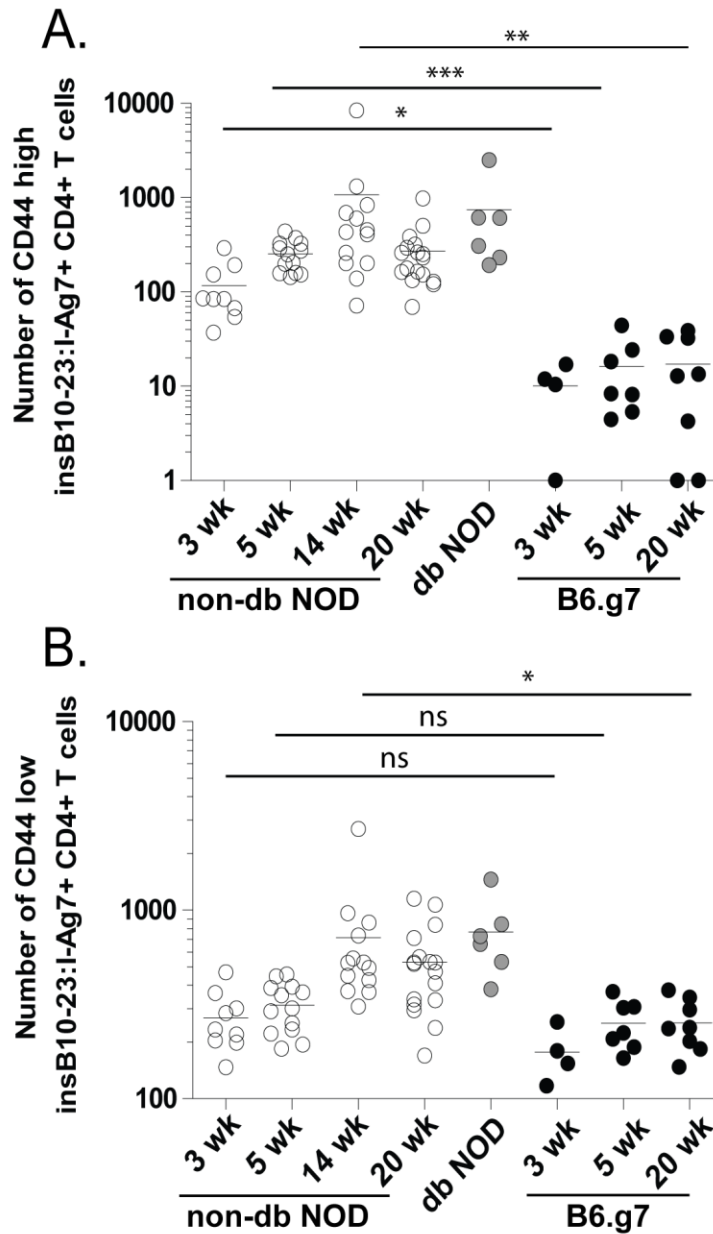 A.
Number of CD44 high
insB10-23:I-Ag7+ CD4+ T cells
**
***
*
10000
1000
100
10
1
3 wk
5 wk
14 wk
20 wk
db NOD
3 wk
5 wk
20 wk
non-db NOD
B6.g7
B.
Number of CD44 low
insB10-23:I-Ag7+ CD4+ T cells
*
ns
ns
10000
1000
100
3 wk
5 wk
14 wk
20 wk
db NOD
3 wk
5 wk
20 wk
non-db NOD
B6.g7